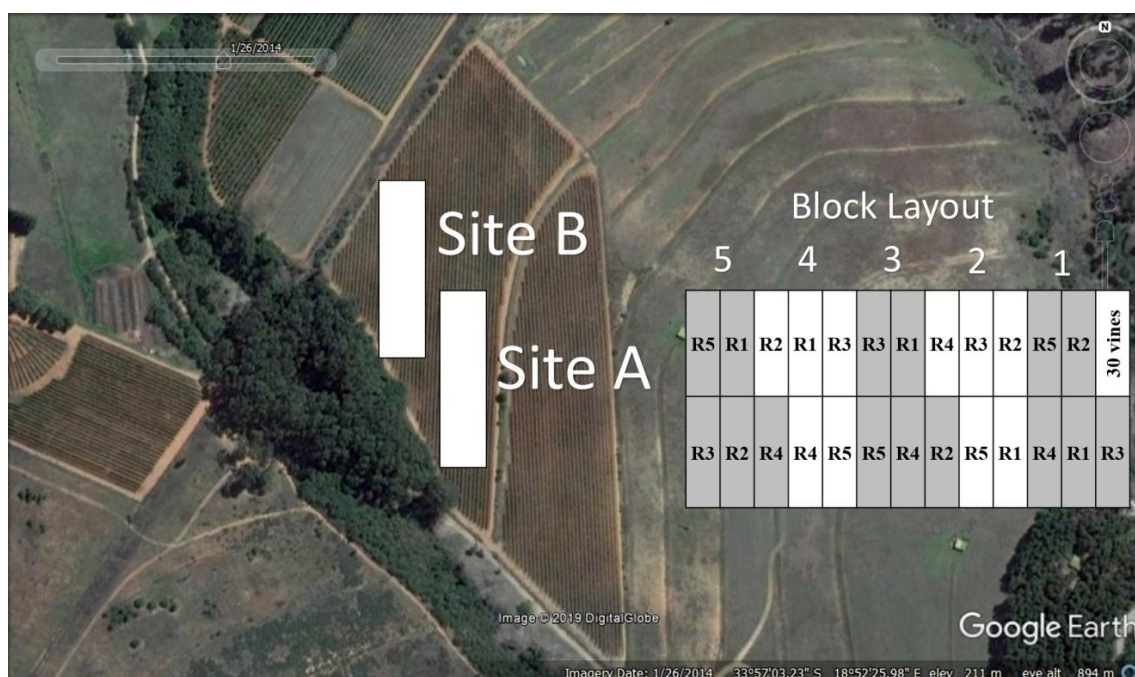 1/26/2014
N
Site B
Site A
Block Layout
5 4 3 2 1
R5 R1 R2 R1 R3 R3 R1 R4 R3 R2 R5 R2 30 vines
R3 R2 R4 R4 R5 R5 R4 R2 R5 R1 R4 R1 R3
Image © 2019 DigitalGlobe
Google Earth
Imagery Date: 1/26/2014 33°57'03.23" S 18°52'25.98" E elev 211 m eye alt 894 m